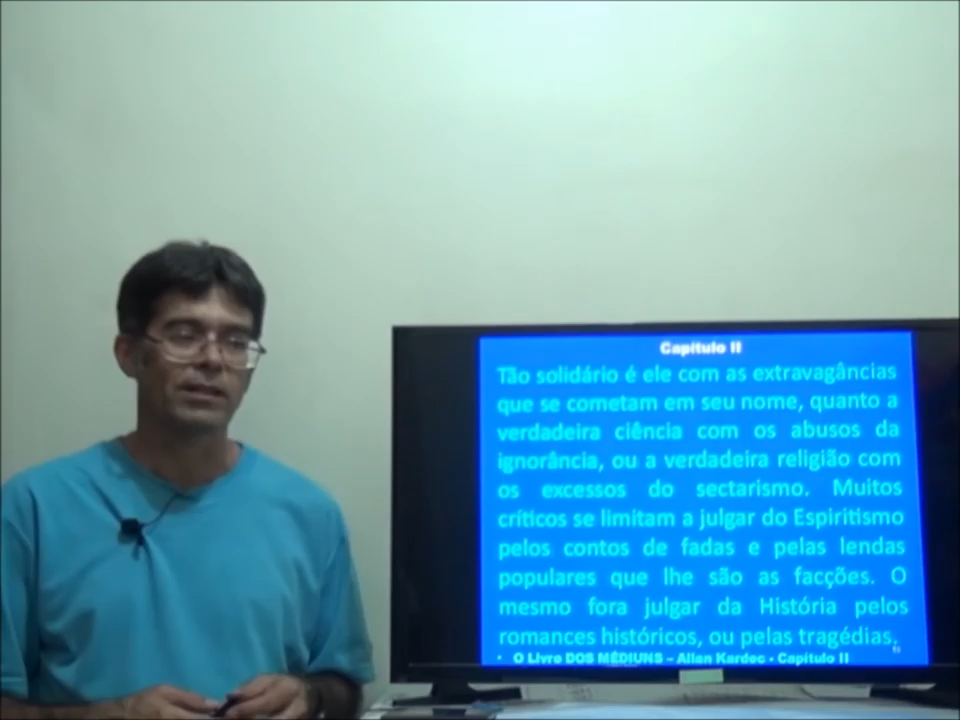 Capítulo II
Tão solidário é ele com as extravagâncias
que se cometam em seu nome, quanto a
verdadeira ciência com os abusos da
ignorância, ou a verdadeira religião com
os excessos do sectarismo. Muitos
críticos se limitam a julgar do Espiritismo
pelos contos de fadas e pelas lendas
populares que lhe são as facções. O
mesmo fora julgar da História pelos
romances históricos, ou pelas tragédias.
• O Livro DOS MÉDIUNS – Allan Kardec - Capítulo II